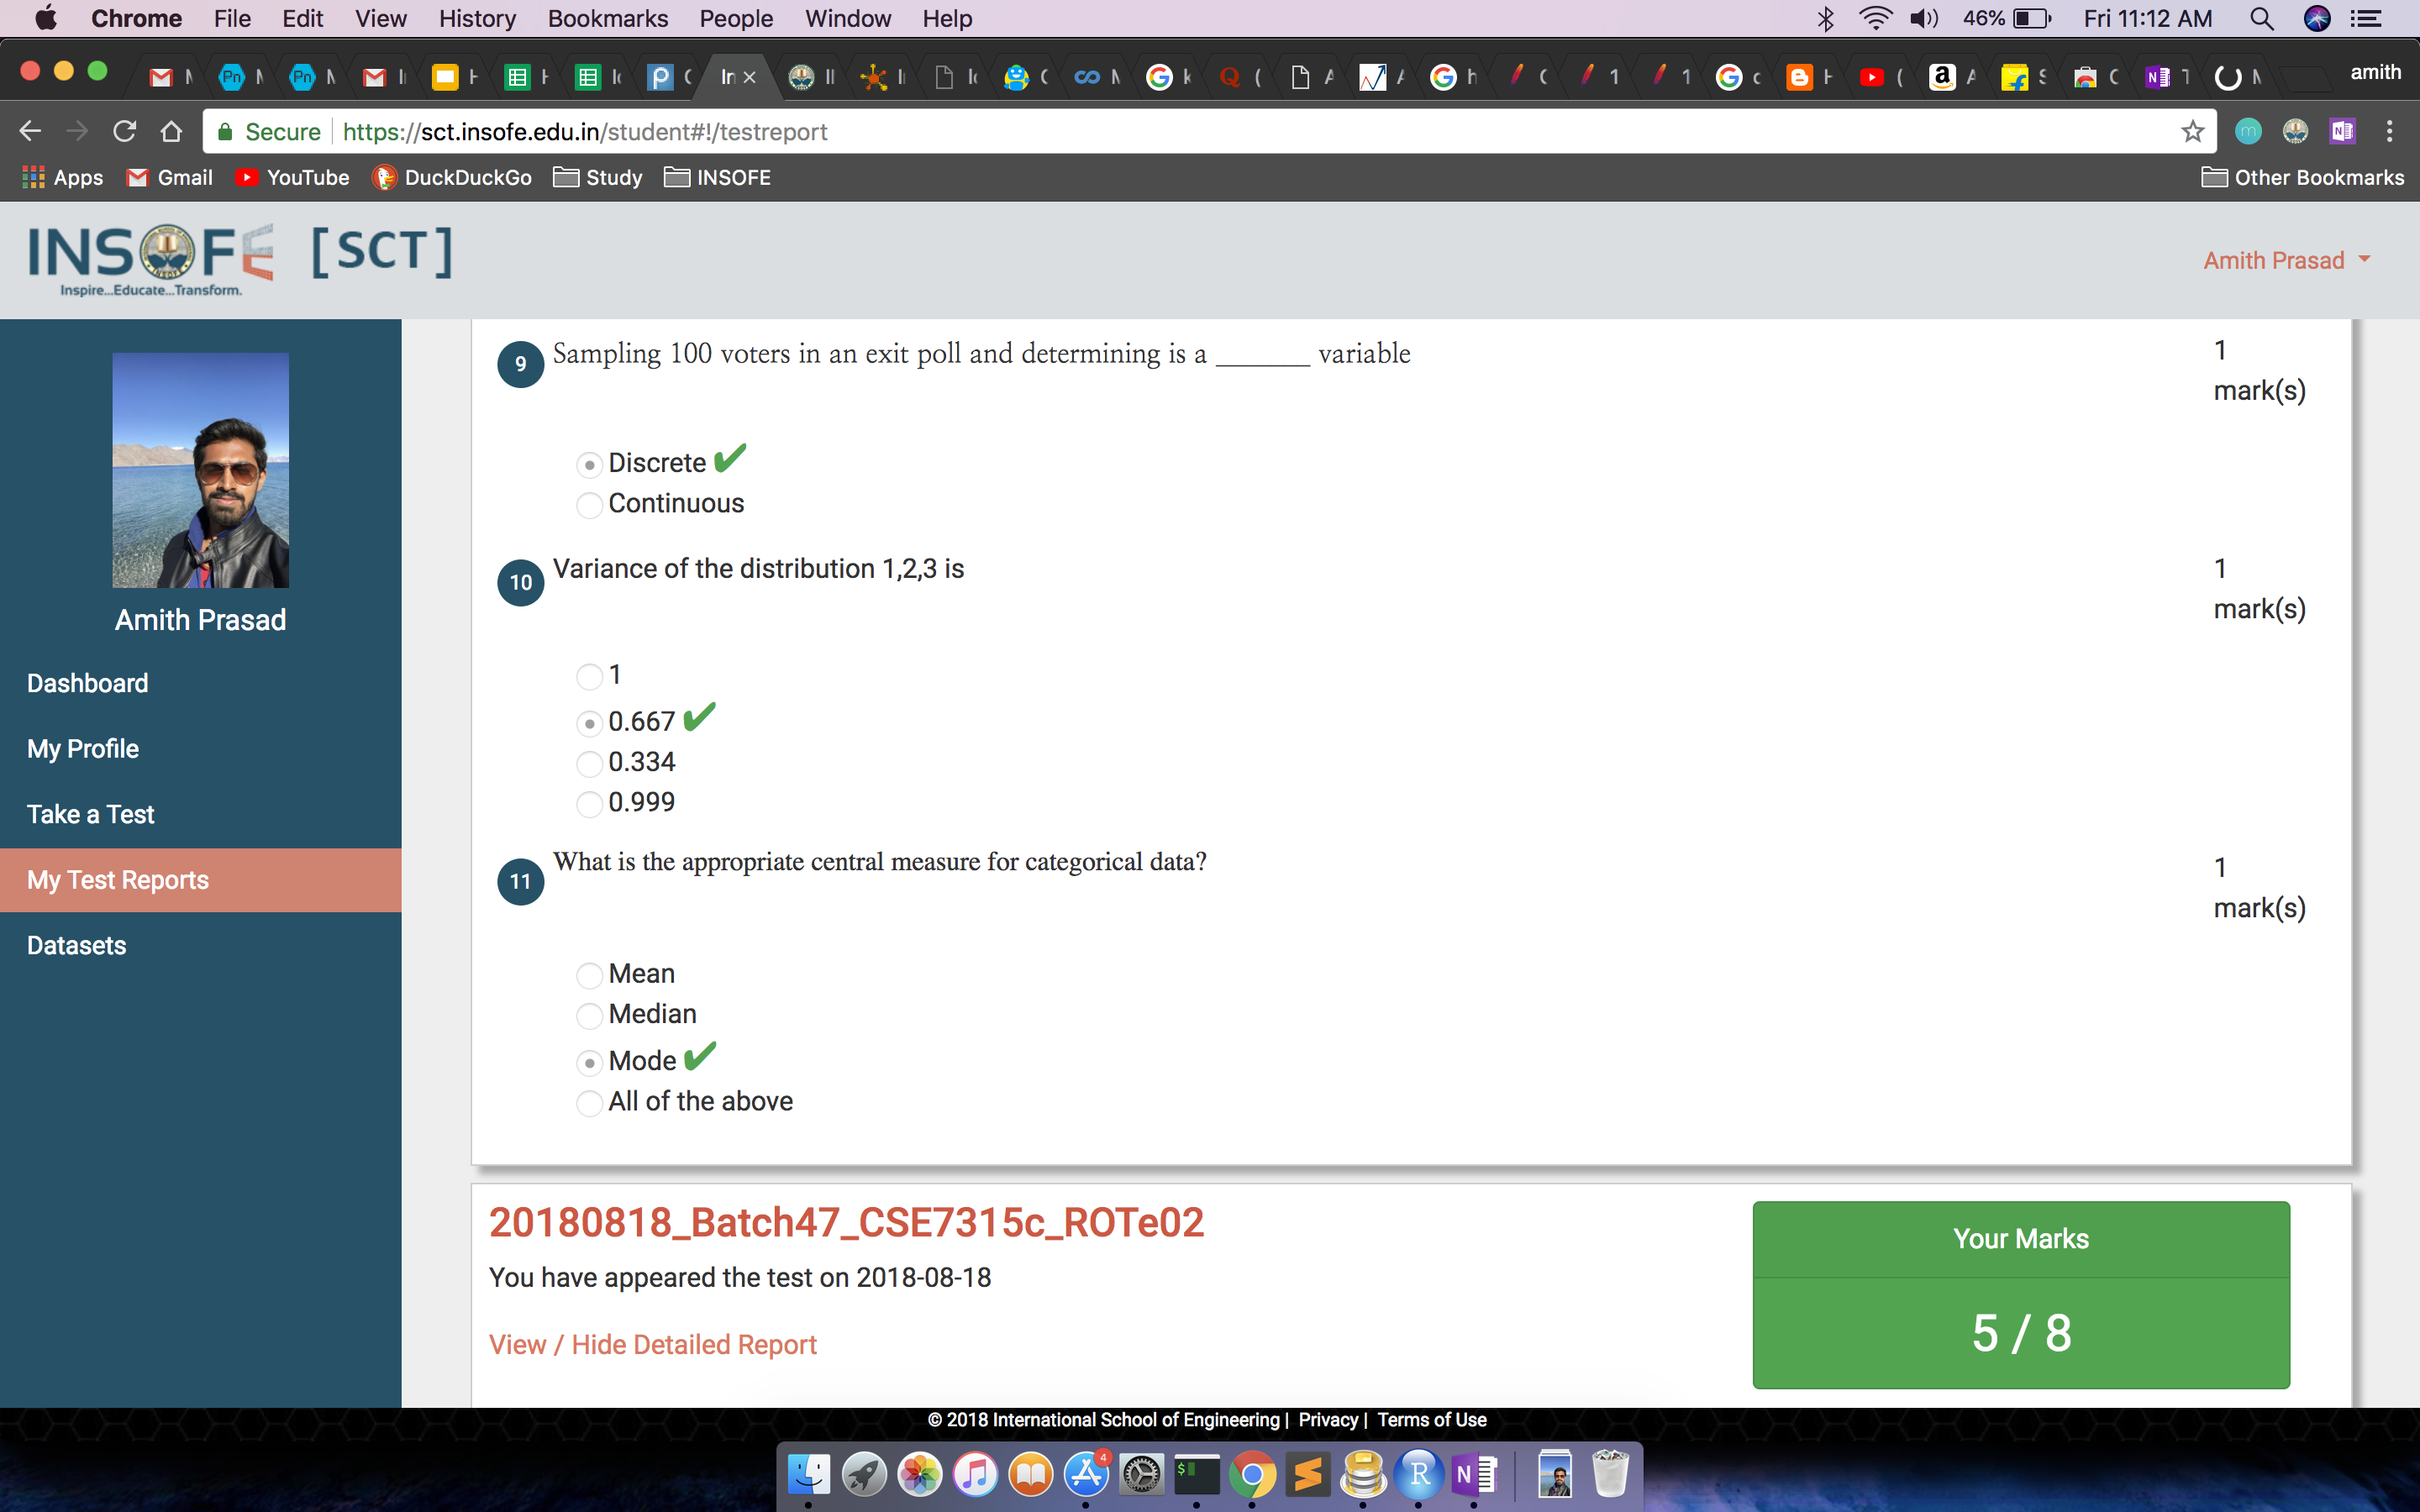 Chrome File Edit View History Bookmarks People Window Help 46% Fri 11:12 AM
amith
Secure https://sct.insofe.edu.in/student#!/testreport
Apps Gmail YouTube DuckDuckGo Study INSOFE Other Bookmarks
INSOFE [SCT]
Inspire...Educate...Transform.
Amith Prasad
Amith Prasad
Dashboard
My Profile
Take a Test
My Test Reports
Datasets
9 Sampling 100 voters in an exit poll and determining is a _______ variable 1
mark(s)
Discrete
Continuous
10 Variance of the distribution 1,2,3 is 1
mark(s)
1
0.667
0.334
0.999
11 What is the appropriate central measure for categorical data? 1
mark(s)
Mean
Median
Mode
All of the above
20180818_Batch47_CSE7315c_ROTe02
You have appeared the test on 2018-08-18
View / Hide Detailed Report
Your Marks
5 / 8
© 2018 International School of Engineering | Privacy | Terms of Use